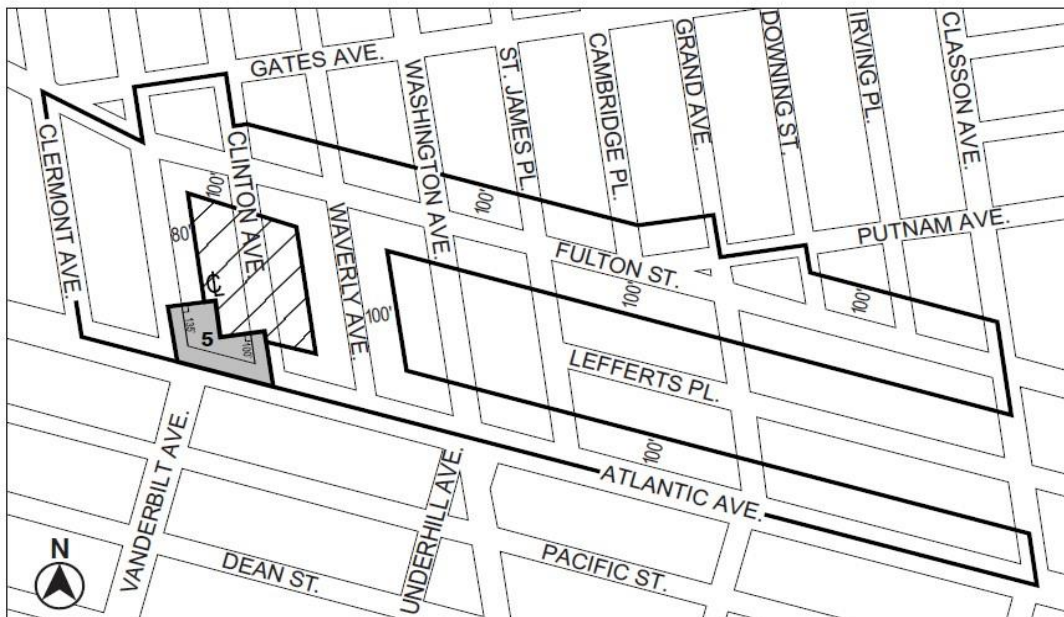 GATES AVE.
CLERMONT AVE.
CLINTON AVE.
WAVERLY AVE.
WASHINGTON AVE.
ST. JAMES PL.
CAMBRIDGE PL.
GRAND AVE.
DOWNING ST.
IRVING PL.
CLASSON AVE.
PUTNAM AVE.
100'
80'
100'
FULTON ST.
100'
100'
100'
℄
135'
5
100'
LEFFERTS PL.
100'
ATLANTIC AVE.
VANDERBILT AVE.
UNDERHILL AVE.
N
DEAN ST.
PACIFIC ST.